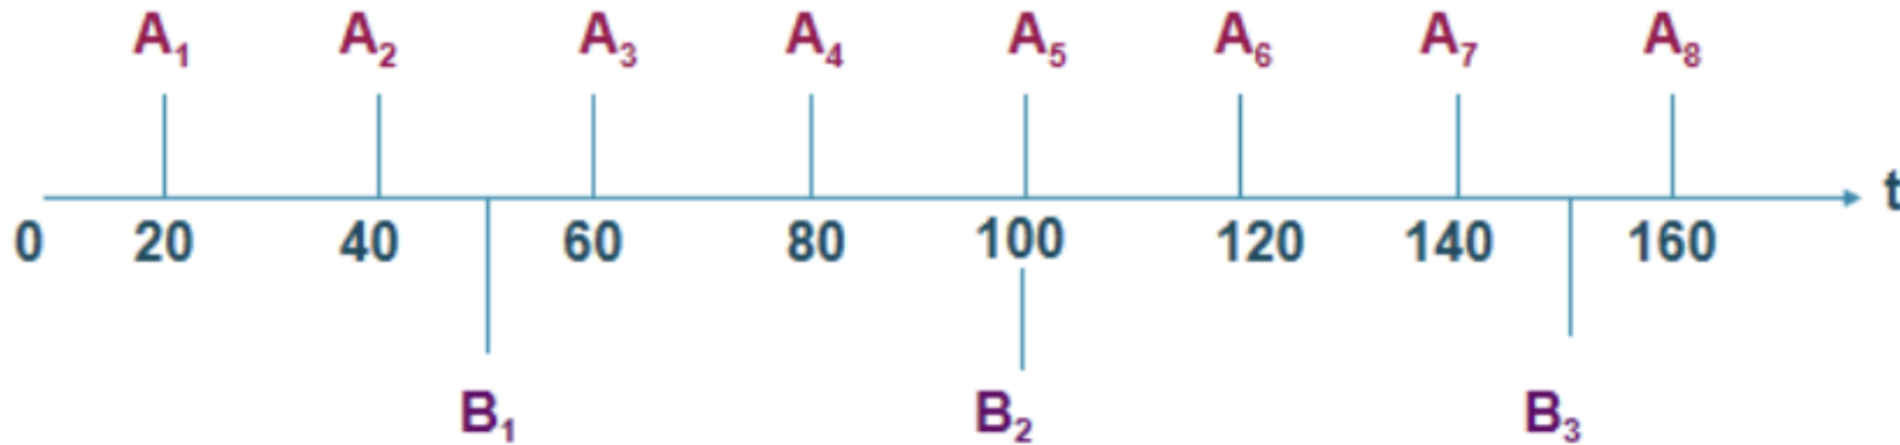 A₁ A₂ A₃ A₄ A₅ A₆ A₇ A₈
t
0 20 40 60 80 100 120 140 160
B₁ B₂ B₃